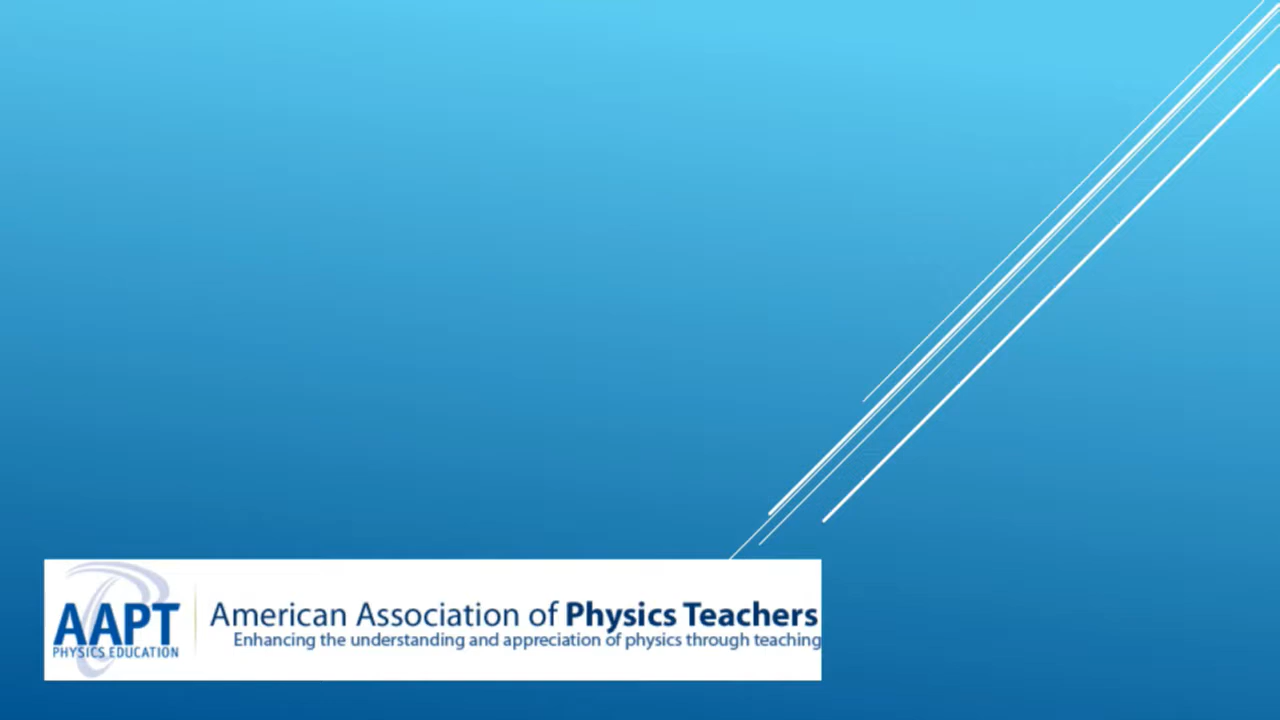 AAPT
PHYSICS EDUCATION
American Association of Physics Teachers
Enhancing the understanding and appreciation of physics through teaching